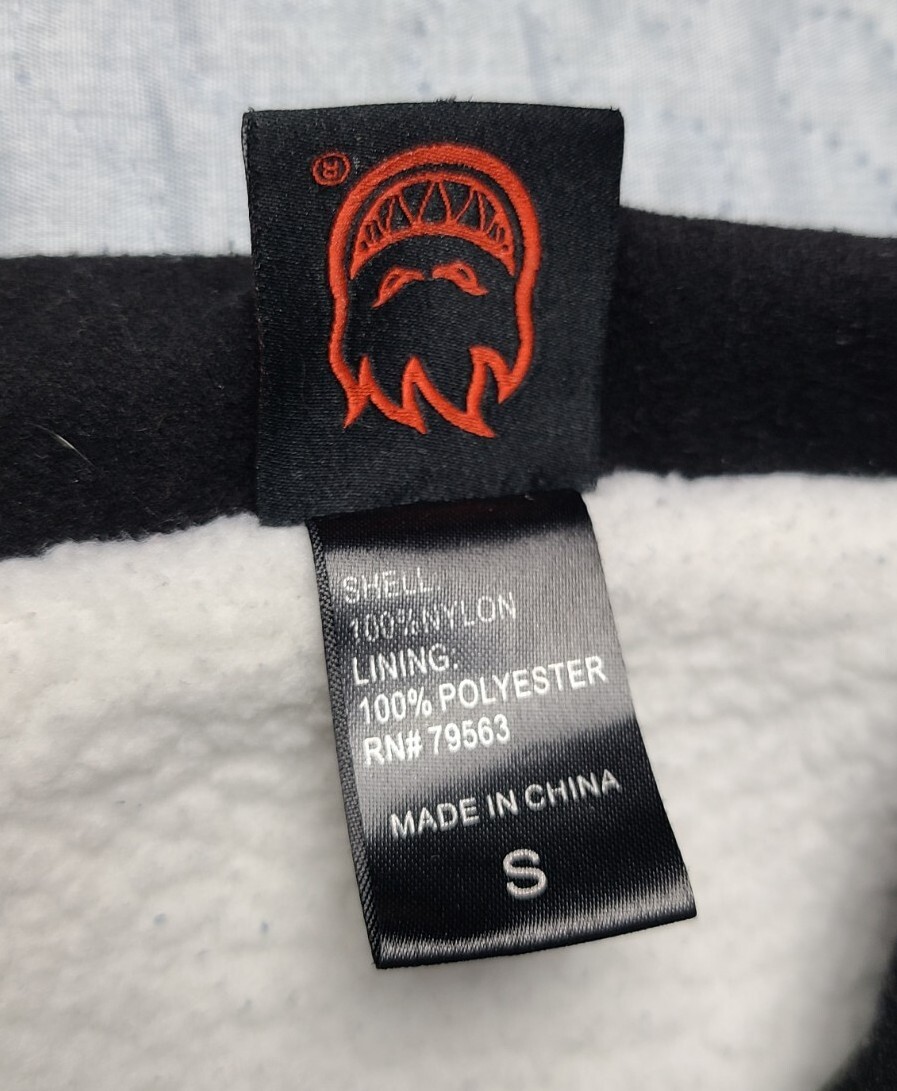 ®
SHELL:
100%NYLON
LINING:
100% POLYESTER
RN# 79563
MADE IN CHINA
S